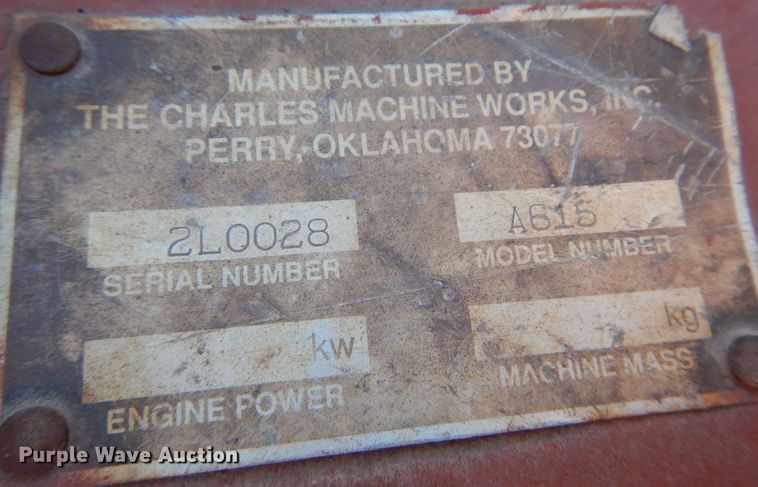 MANUFACTURED BY
THE CHARLES MACHINE WORKS, INC.
PERRY, OKLAHOMA 73077
2L0028 A615
SERIAL NUMBER MODEL NUMBER
kw kg
ENGINE POWER MACHINE MASS
Purple Wave Auction